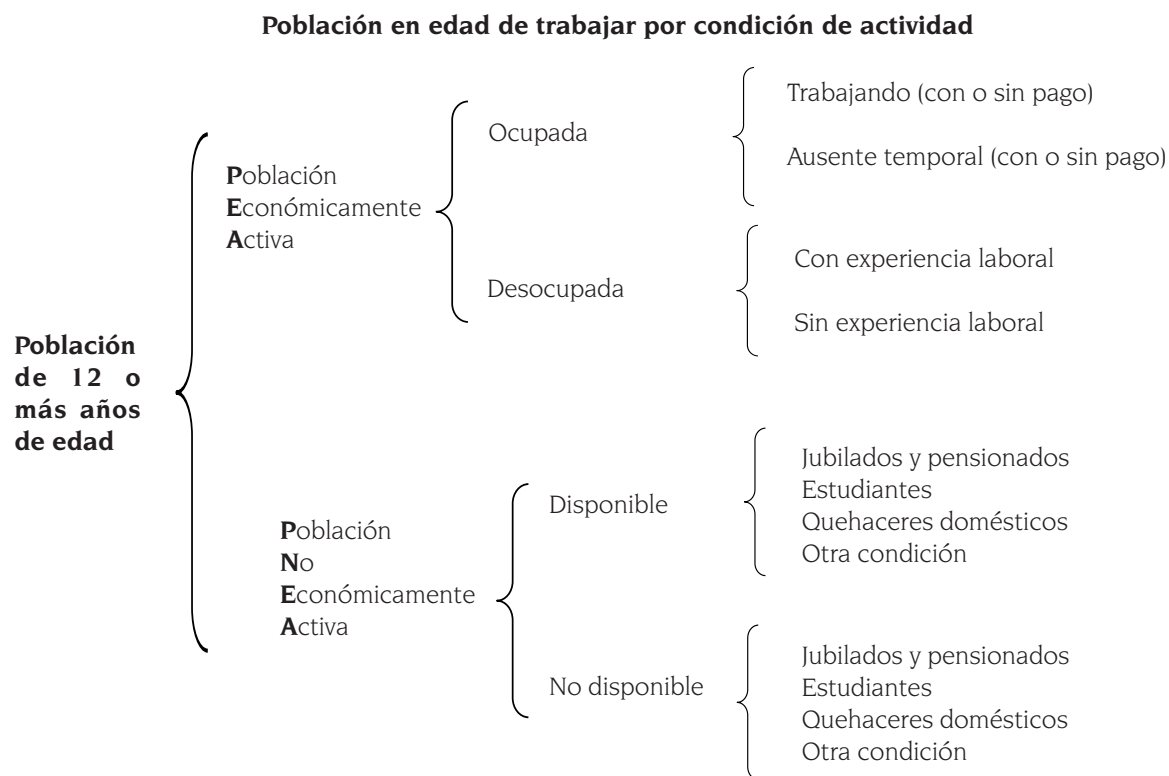 Población en edad de trabajar por condición de actividad
Población
de 12 o
más años
de edad
Población
Económicamente
Activa
Ocupada
Trabajando (con o sin pago)
Ausente temporal (con o sin pago)
Desocupada
Con experiencia laboral
Sin experiencia laboral
Población
No
Económicamente
Activa
Disponible
Jubilados y pensionados
Estudiantes
Quehaceres domésticos
Otra condición
No disponible
Jubilados y pensionados
Estudiantes
Quehaceres domésticos
Otra condición